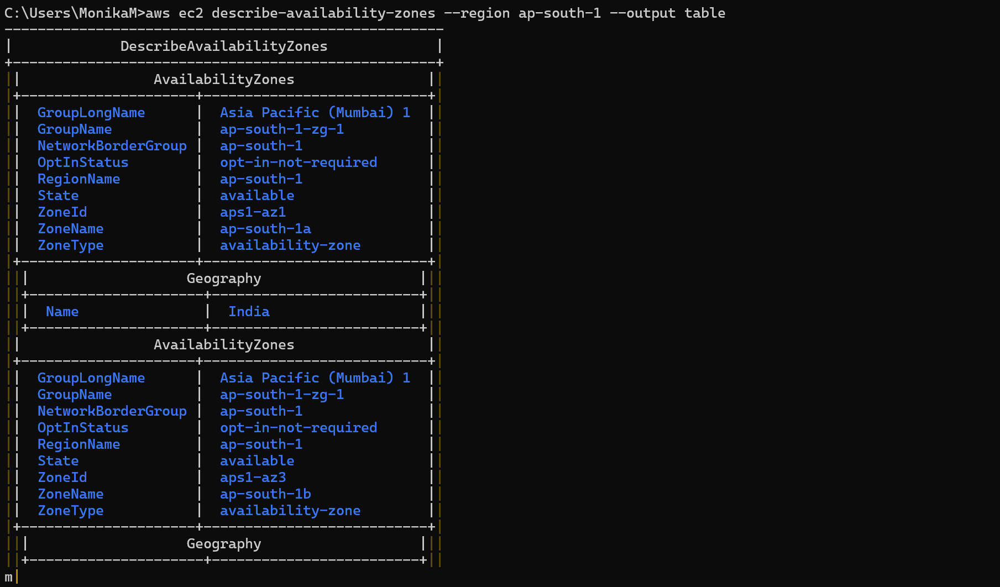 C:\Users\MonikaM>aws ec2 describe-availability-zones --region ap-south-1 --output table
-----------------------------------------------------
|             DescribeAvailabilityZones             |
+---------------------------------------------------+
||                AvailabilityZones                ||
|+---------------------+---------------------------+|
||  GroupLongName      |  Asia Pacific (Mumbai) 1  ||
||  GroupName          |  ap-south-1-zg-1          ||
||  NetworkBorderGroup |  ap-south-1               ||
||  OptInStatus        |  opt-in-not-required      ||
||  RegionName         |  ap-south-1               ||
||  State              |  available                ||
||  ZoneId             |  aps1-az1                 ||
||  ZoneName           |  ap-south-1a              ||
||  ZoneType           |  availability-zone        ||
|+---------------------+---------------------------+|
|||                   Geography                   |||
||+---------------------+-------------------------+||
|||  Name               |  India                  |||
||+---------------------+-------------------------+||
||                AvailabilityZones                ||
|+---------------------+---------------------------+|
||  GroupLongName      |  Asia Pacific (Mumbai) 1  ||
||  GroupName          |  ap-south-1-zg-1          ||
||  NetworkBorderGroup |  ap-south-1               ||
||  OptInStatus        |  opt-in-not-required      ||
||  RegionName         |  ap-south-1               ||
||  State              |  available                ||
||  ZoneId             |  aps1-az3                 ||
||  ZoneName           |  ap-south-1b              ||
||  ZoneType           |  availability-zone        ||
|+---------------------+---------------------------+|
|||                   Geography                   |||
||+---------------------+-------------------------+||
m|